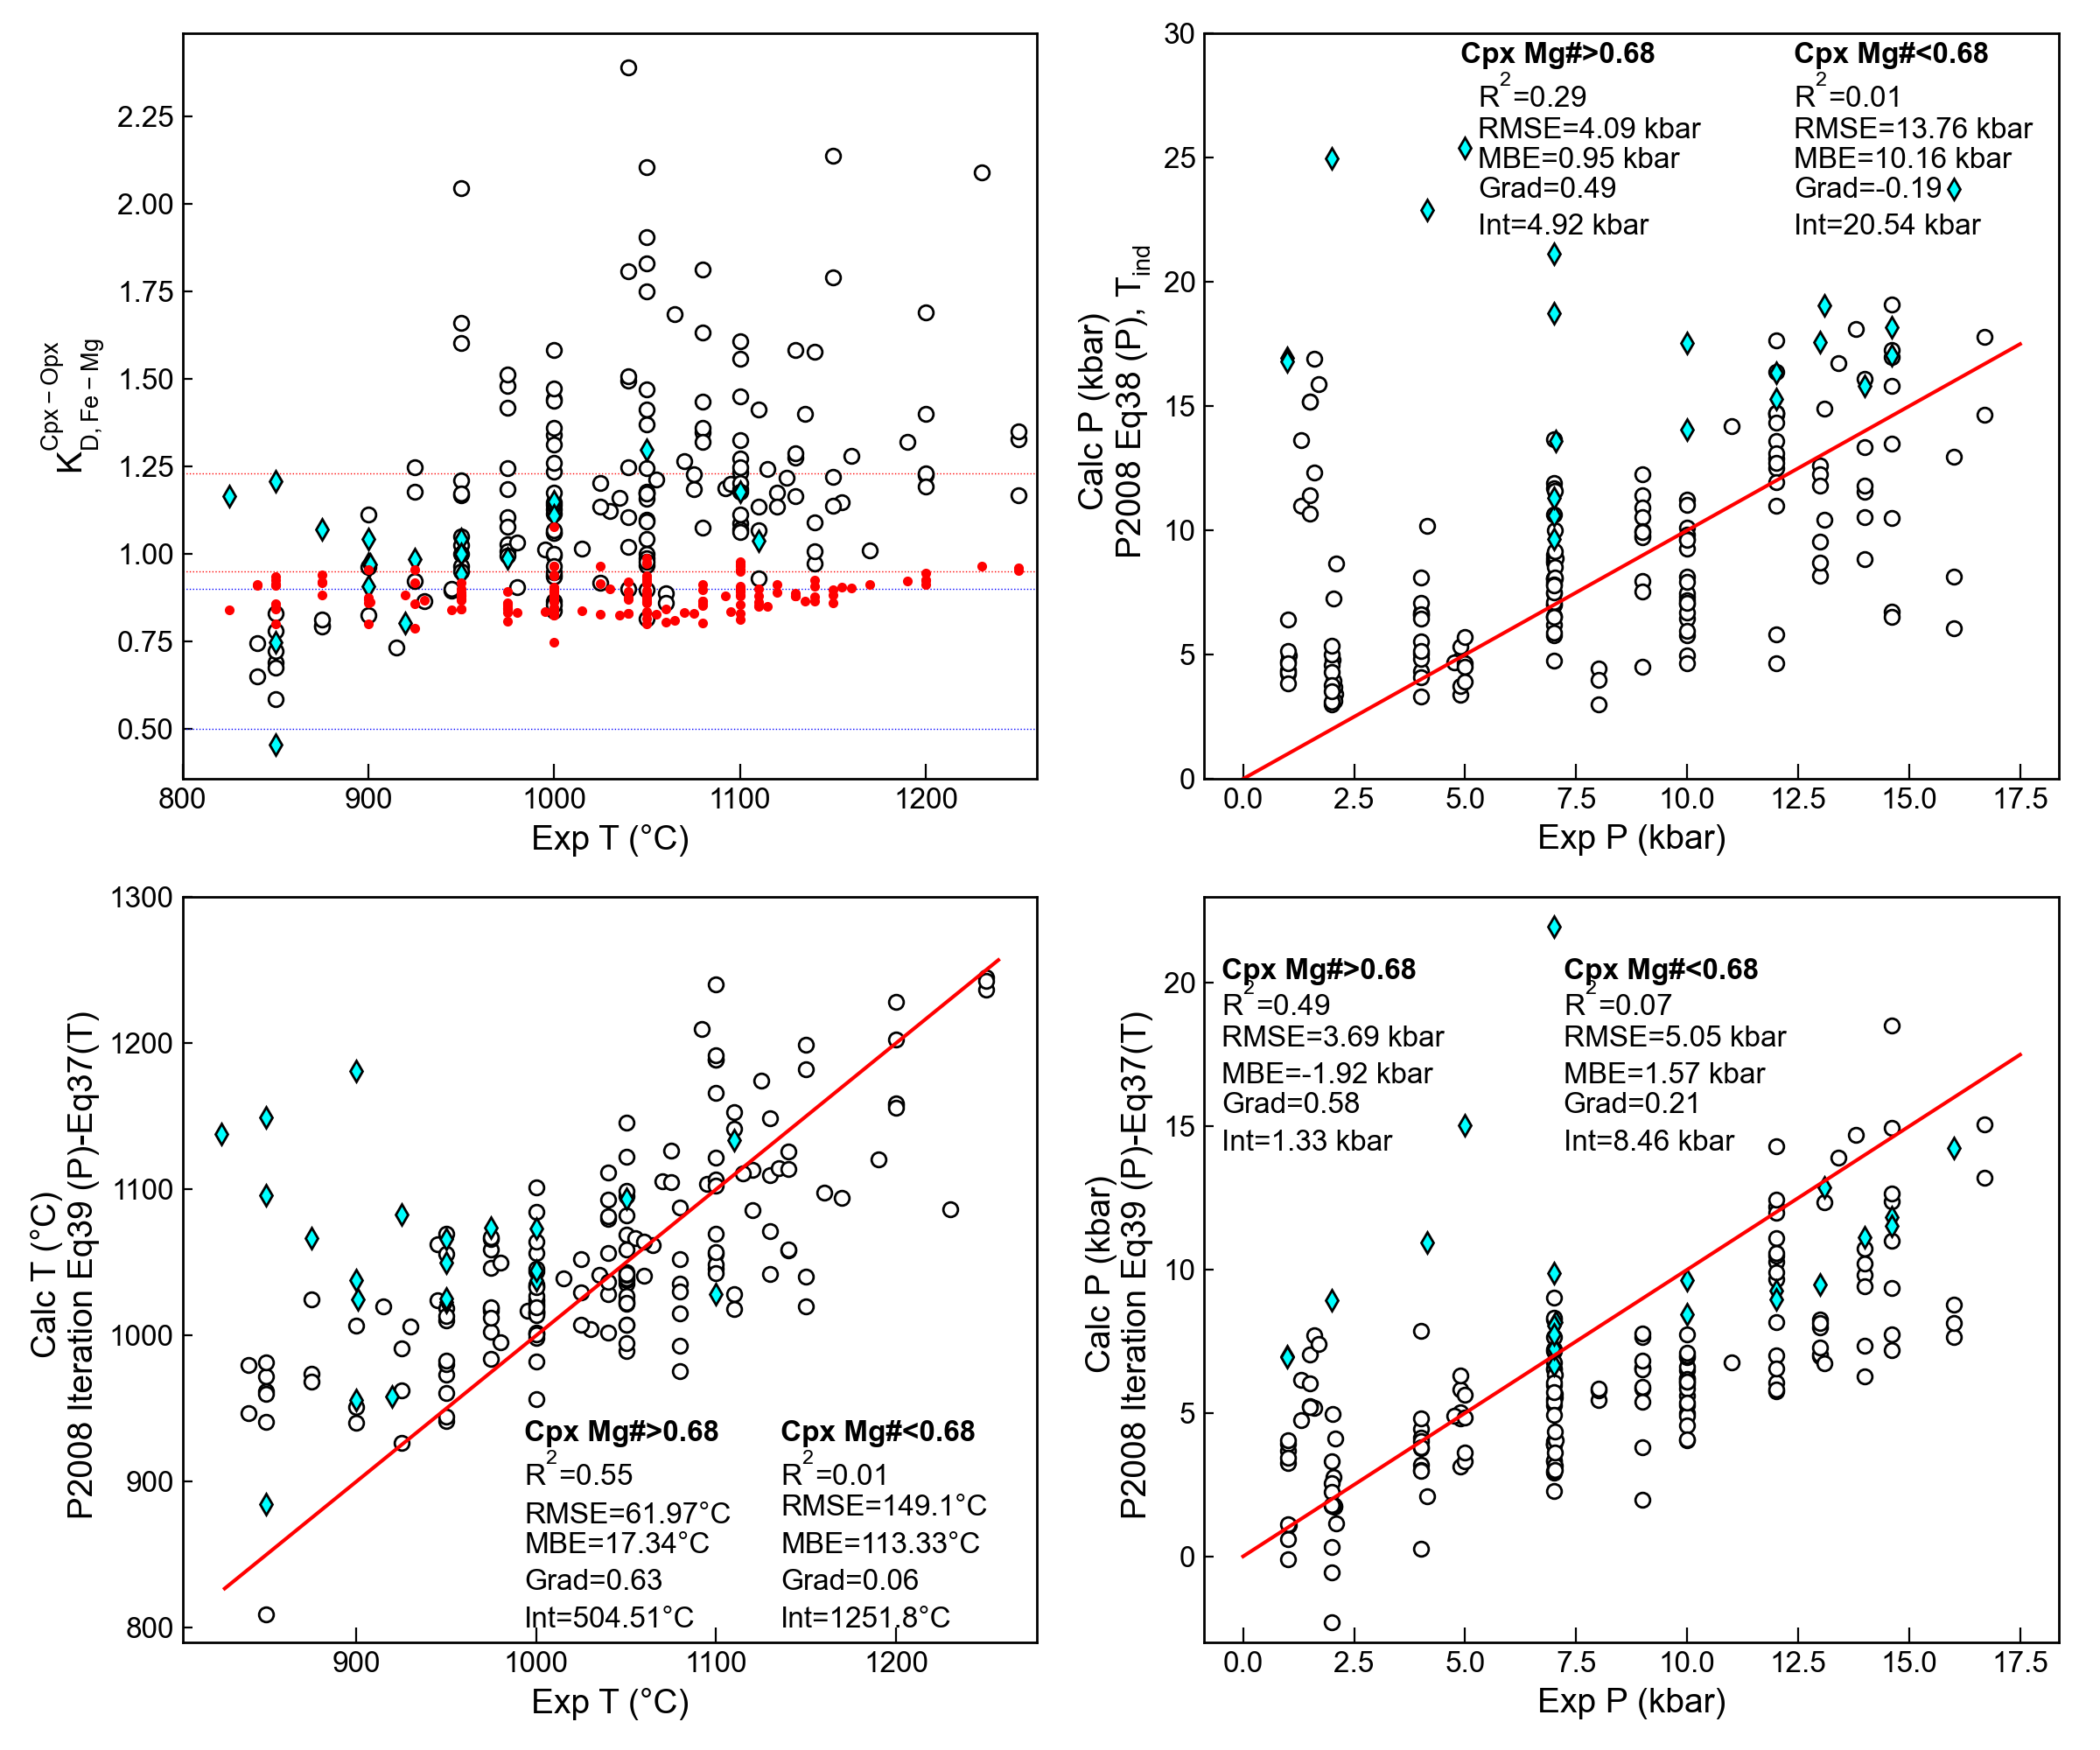 2.25
2.00
1.75
1.50
1.25
1.00
0.75
0.50
K D, Fe – Mg Cpx – Opx
800
900
1000
1100
1200
Exp T (°C)
30
25
20
15
10
5
0
Calc P (kbar)
P2008 Eq38 (P), Tind
Cpx Mg#>0.68
R²=0.29
RMSE=4.09 kbar
MBE=0.95 kbar
Grad=0.49
Int=4.92 kbar
Cpx Mg#<0.68
R²=0.01
RMSE=13.76 kbar
MBE=10.16 kbar
Grad=-0.19
Int=20.54 kbar
0.0
2.5
5.0
7.5
10.0
12.5
15.0
17.5
Exp P (kbar)
1300
1200
1100
1000
900
800
Calc T (°C)
P2008 Iteration Eq39 (P)-Eq37(T)
Cpx Mg#>0.68
R²=0.55
RMSE=61.97°C
MBE=17.34°C
Grad=0.63
Int=504.51°C
Cpx Mg#<0.68
R²=0.01
RMSE=149.1°C
MBE=113.33°C
Grad=0.06
Int=1251.8°C
900
1000
1100
1200
Exp T (°C)
20
15
10
5
0
Calc P (kbar)
P2008 Iteration Eq39 (P)-Eq37(T)
Cpx Mg#>0.68
R²=0.49
RMSE=3.69 kbar
MBE=-1.92 kbar
Grad=0.58
Int=1.33 kbar
Cpx Mg#<0.68
R²=0.07
RMSE=5.05 kbar
MBE=1.57 kbar
Grad=0.21
Int=8.46 kbar
0.0
2.5
5.0
7.5
10.0
12.5
15.0
17.5
Exp P (kbar)